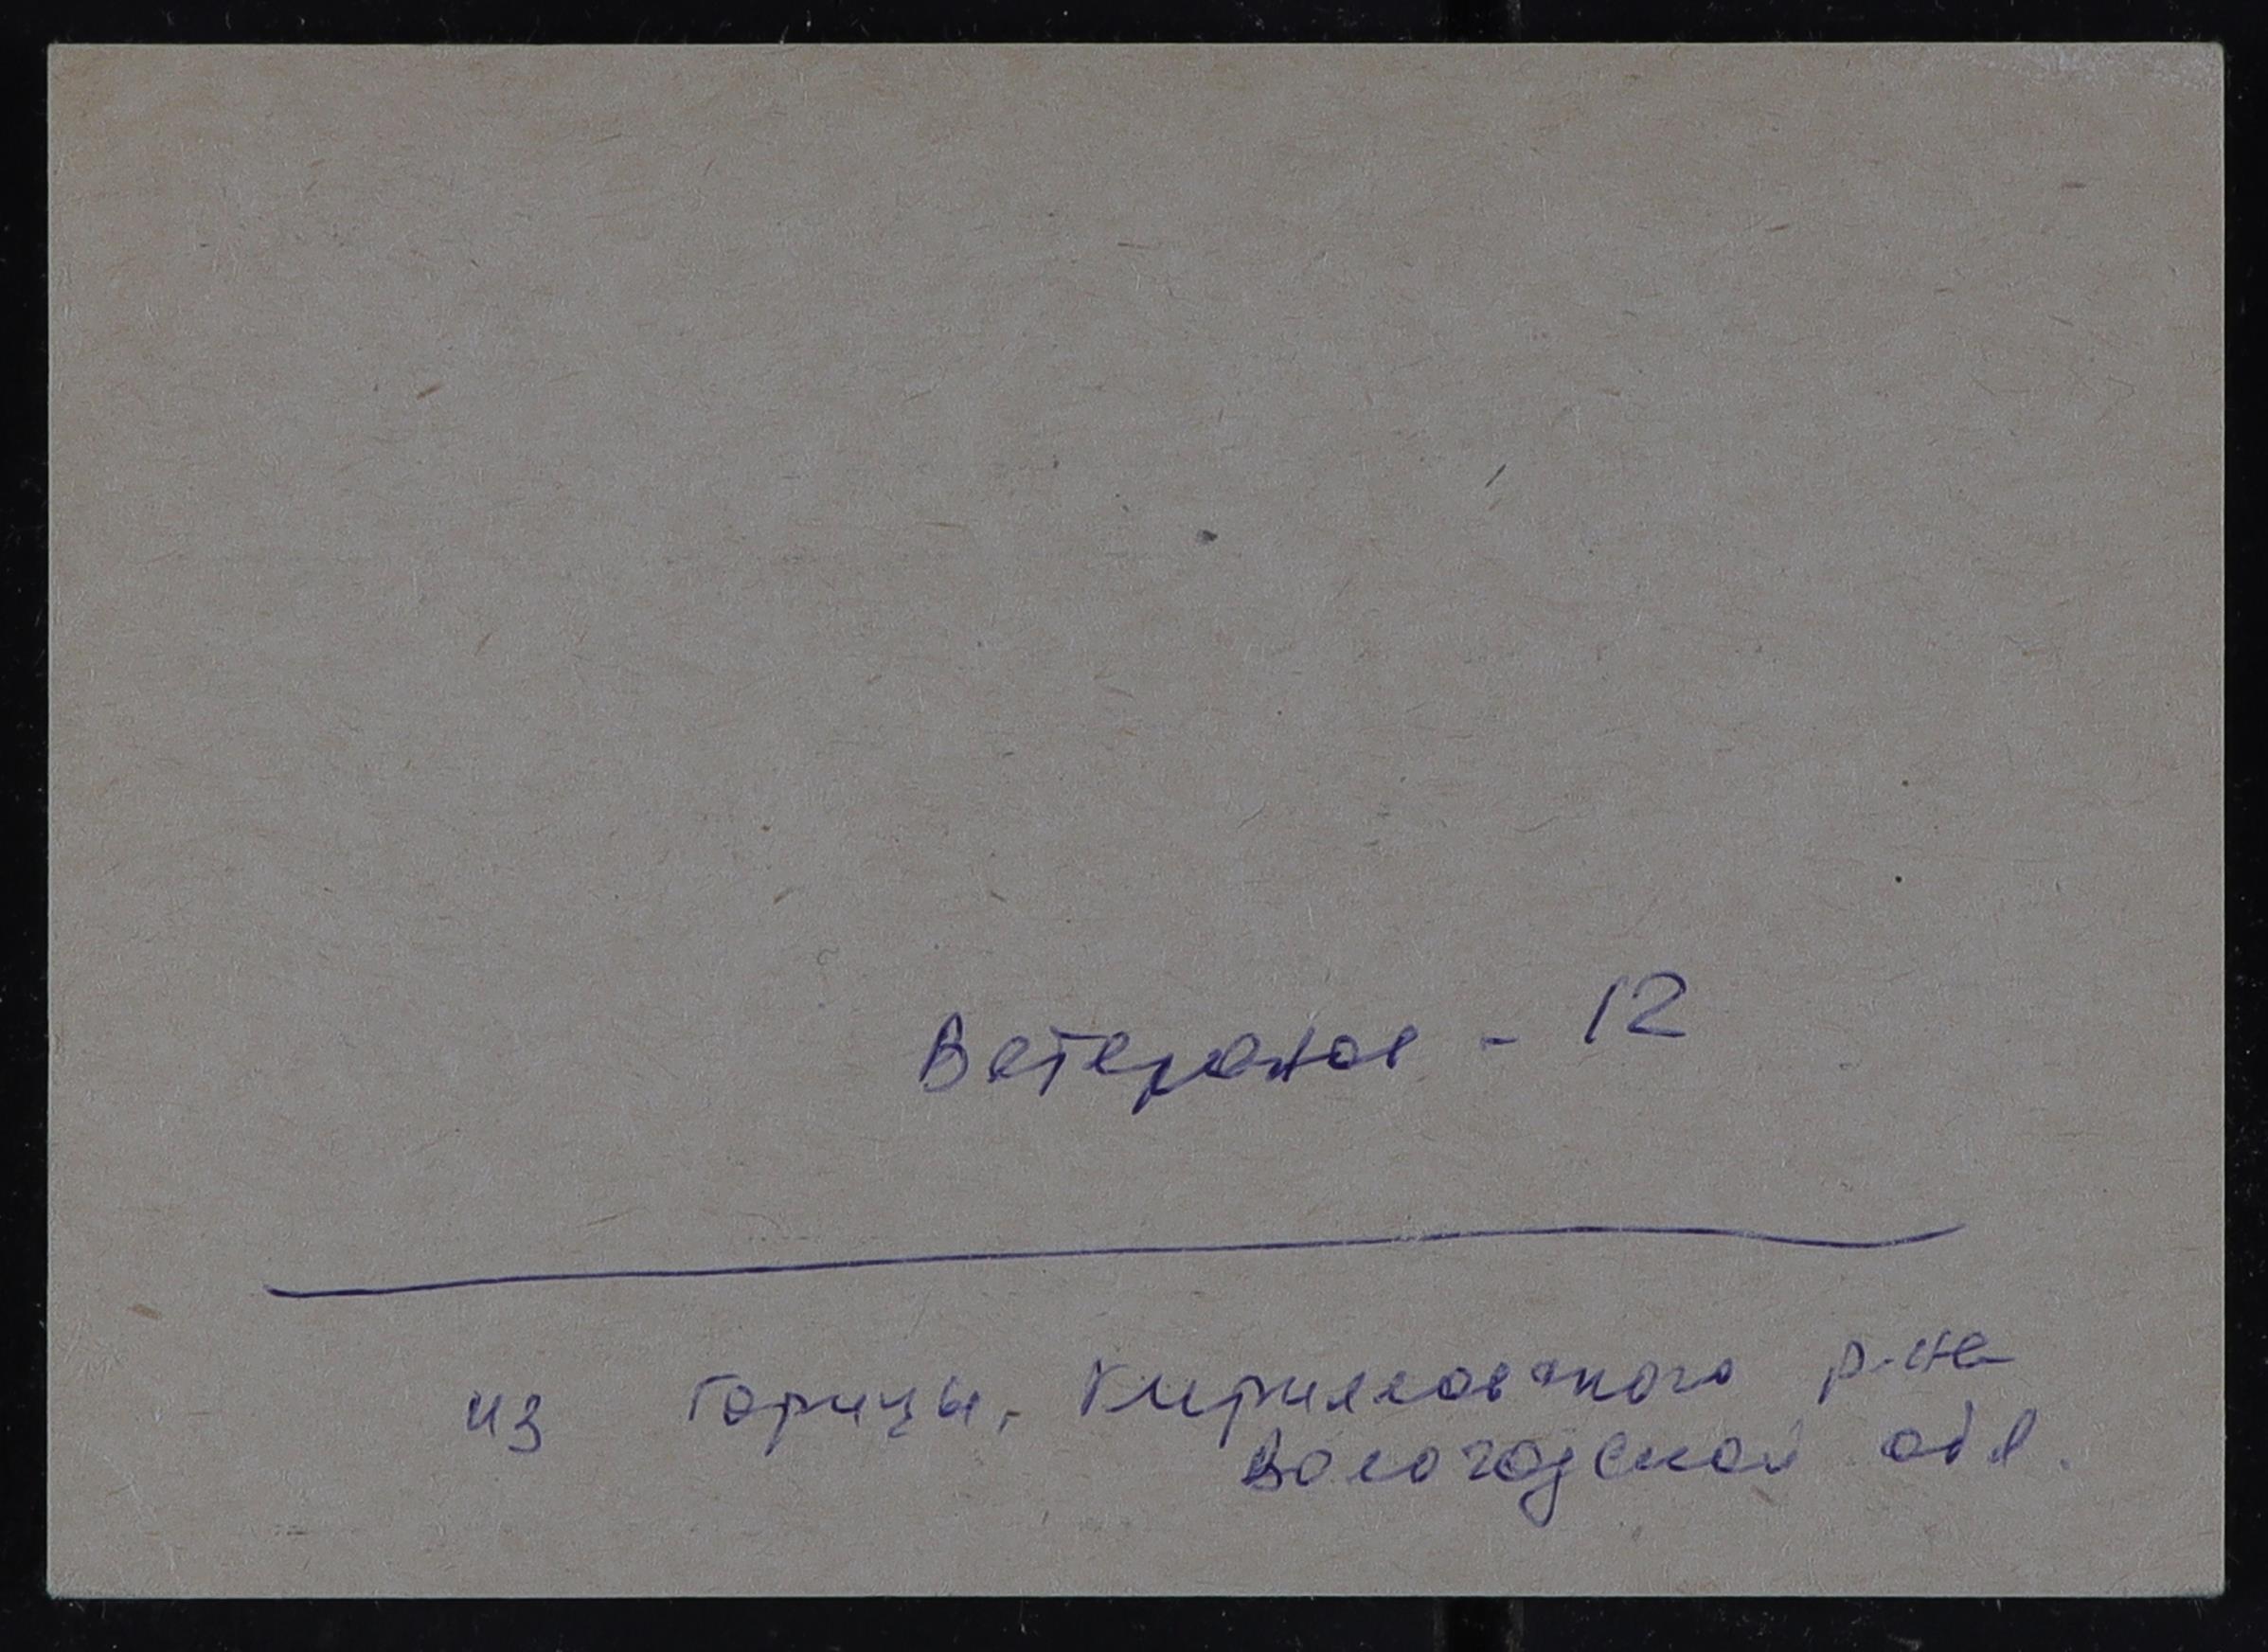 Ветеранов - 12
из Горицы, Кирилловского р-на
Вологодской обл.